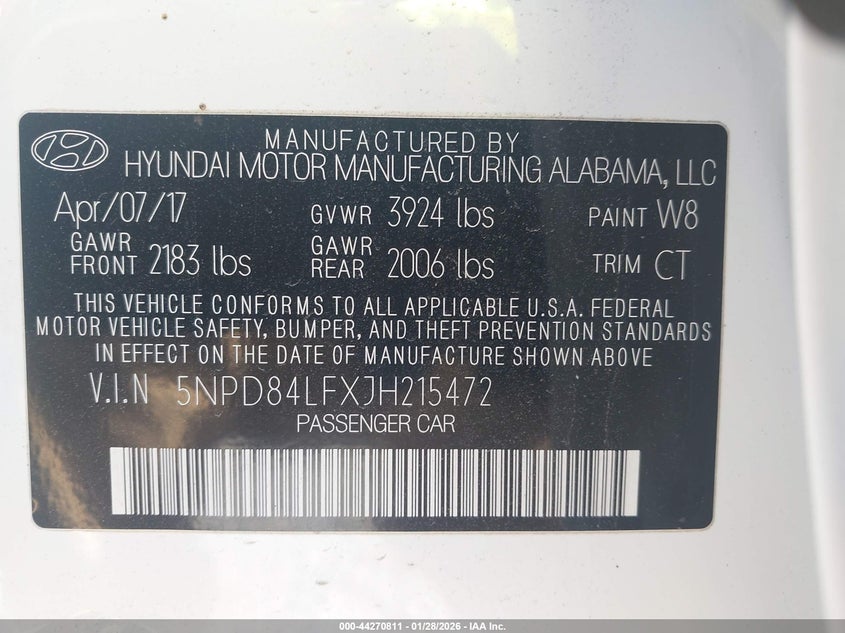 MANUFACTURED BY
HYUNDAI MOTOR MANUFACTURING ALABAMA, LLC
Apr/07/17 GVWR 3924 lbs PAINT W8
GAWR FRONT 2183 lbs GAWR REAR 2006 lbs TRIM CT
THIS VEHICLE CONFORMS TO ALL APPLICABLE U.S.A. FEDERAL
MOTOR VEHICLE SAFETY, BUMPER, AND THEFT PREVENTION STANDARDS
IN EFFECT ON THE DATE OF MANUFACTURE SHOWN ABOVE
V.I.N 5NPD84LFXJH215472
PASSENGER CAR
000-44270811 - 01/28/2026 - IAA Inc.